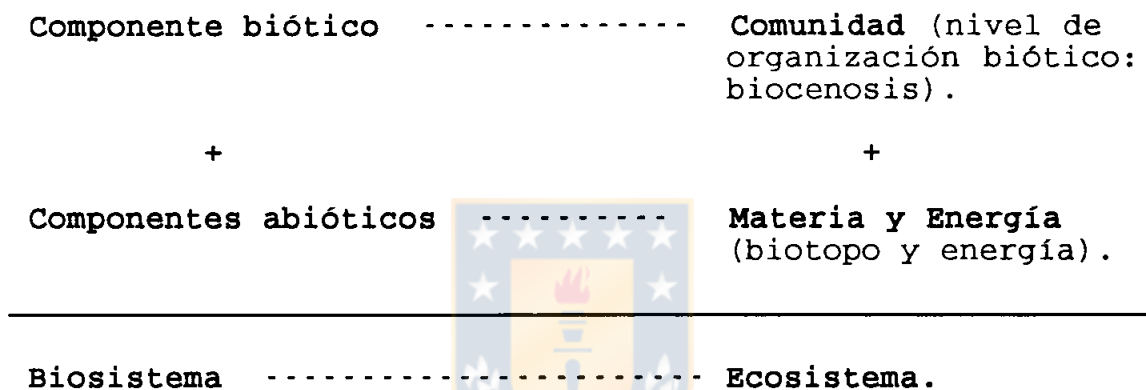 Componente biótico -------------- Comunidad (nivel de
organización biótico:
biocenosis).
+ +
Componentes abióticos ---------- Materia y Energía
(biotopo y energía).
Biosistema ----------------------- Ecosistema.